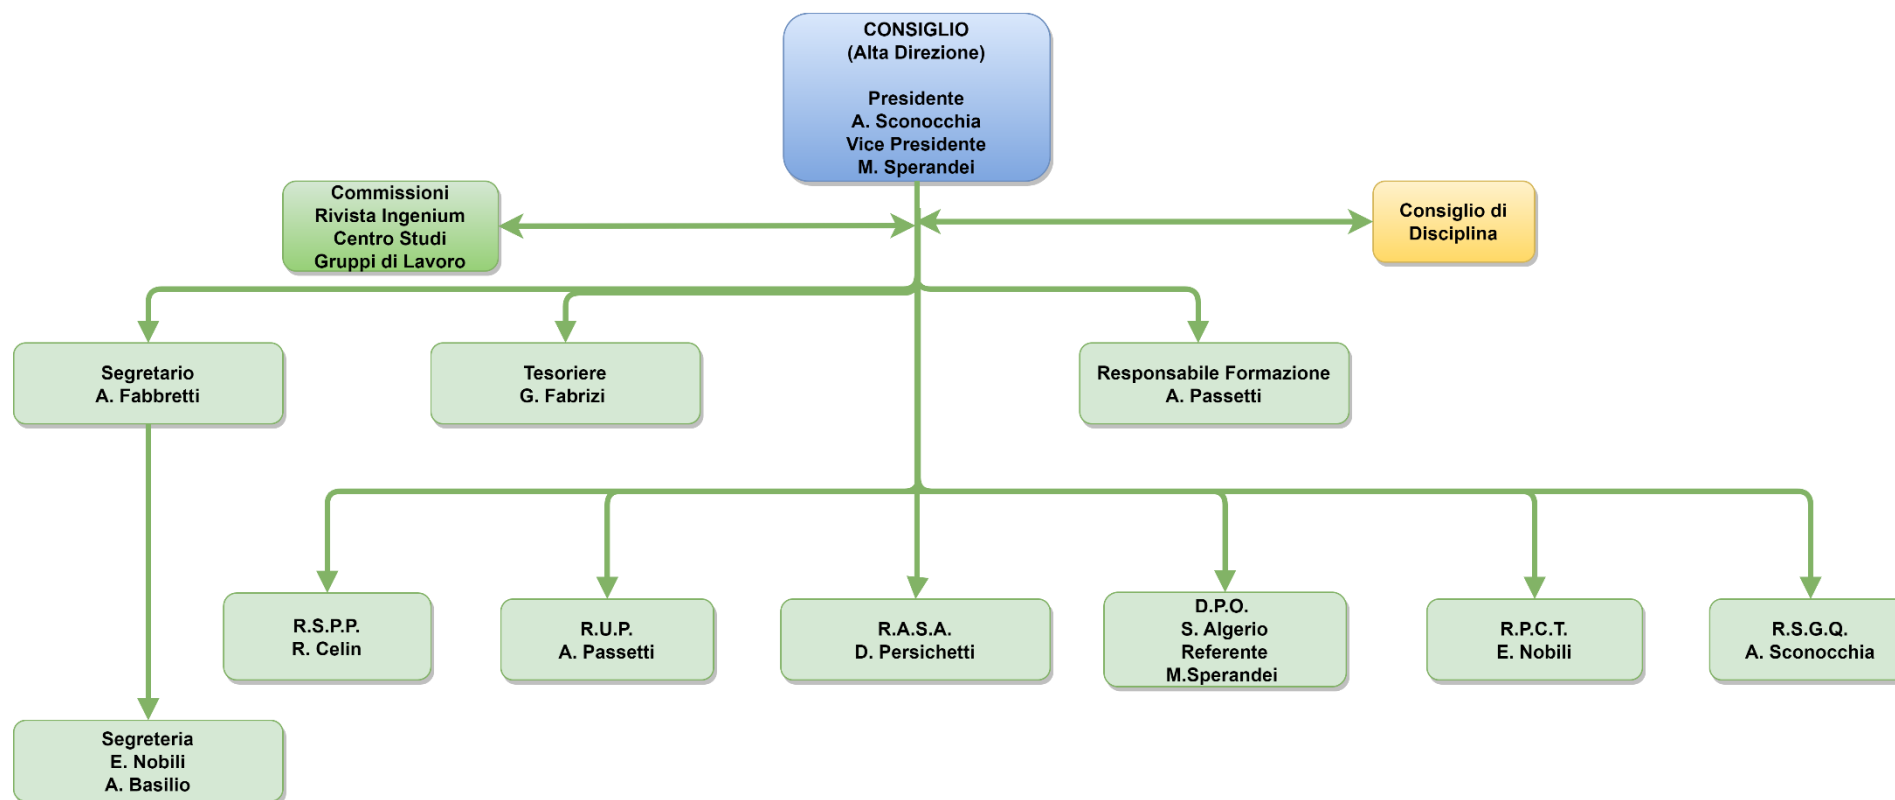 CONSIGLIO
(Alta Direzione)
Presidente
A. Sconocchia
Vice Presidente
M. Sperandei
Commissioni
Rivista Ingenium
Centro Studi
Gruppi di Lavoro
Consiglio di
Disciplina
Segretario
A. Fabbretti
Tesoriere
G. Fabrizi
Responsabile Formazione
A. Passetti
R.S.P.P.
R. Celin
R.U.P.
A. Passetti
R.A.S.A.
D. Persichetti
D.P.O.
S. Algerio
Referente
M.Sperandei
R.P.C.T.
E. Nobili
R.S.G.Q.
A. Sconocchia
Segreteria
E. Nobili
A. Basilio